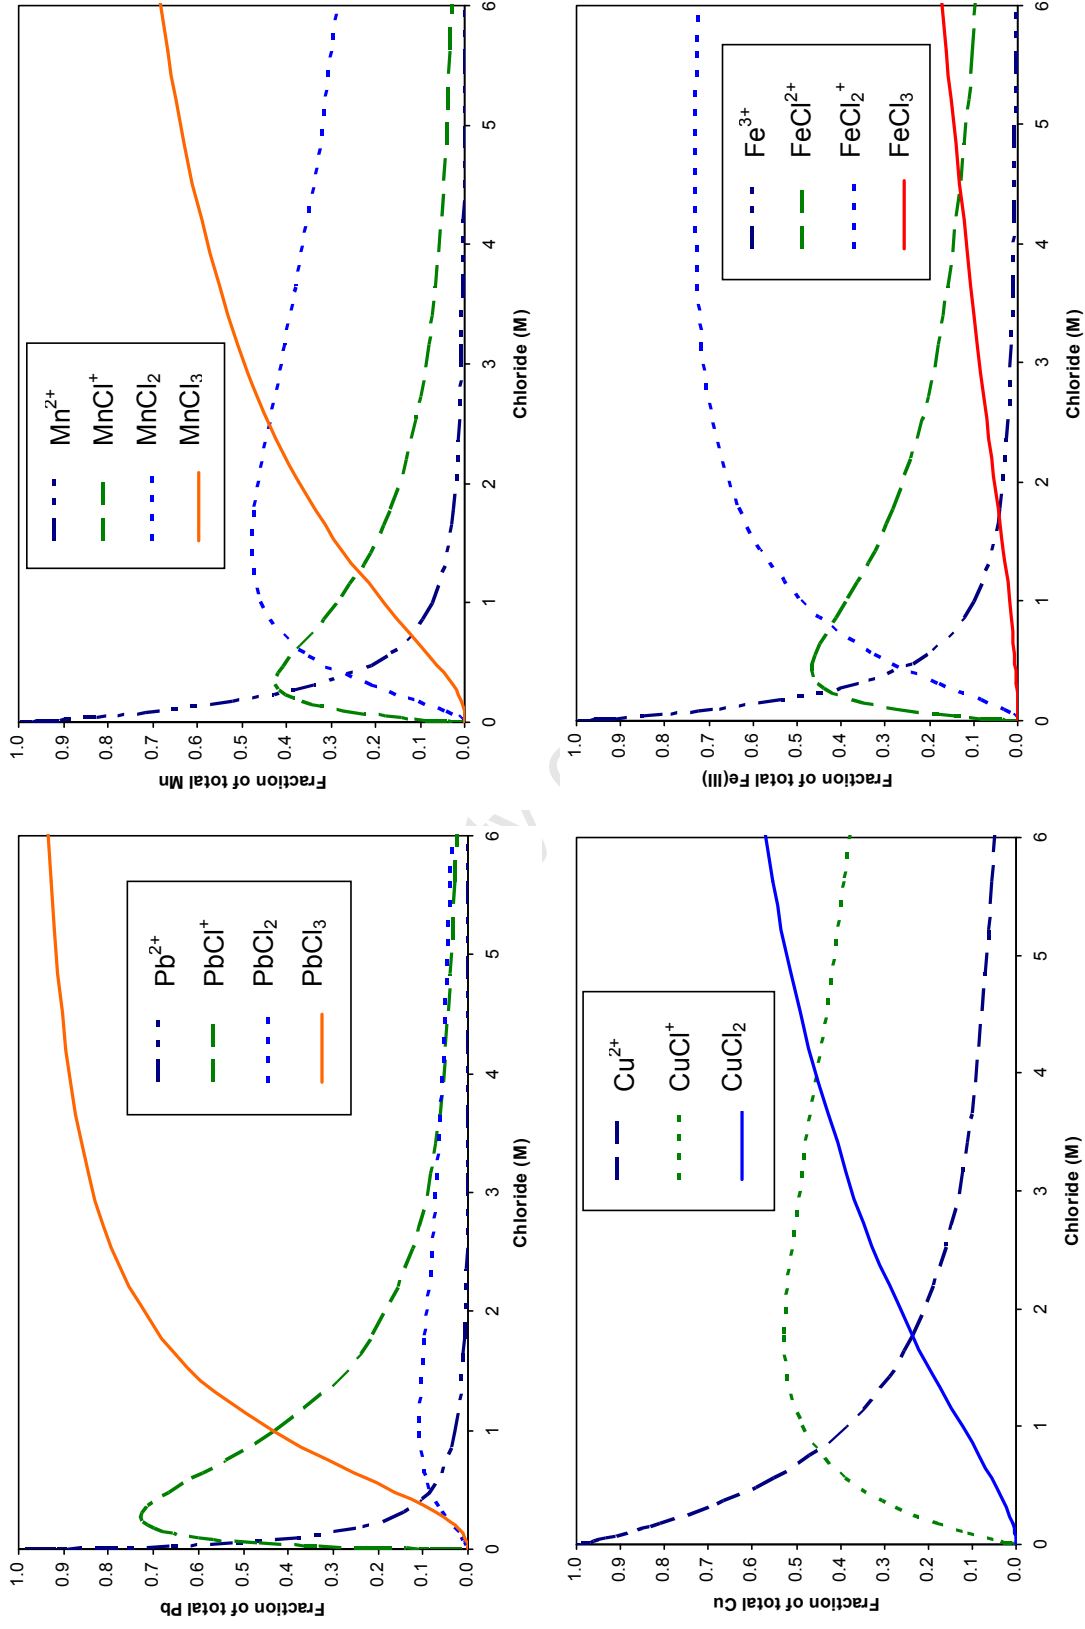 Fraction of total Pb
1.0
0.9
0.8
0.7
0.6
0.5
0.4
0.3
0.2
0.1
0.0
Pb²⁺
PbCl⁺
PbCl₂
PbCl₃
0 1 2 3 4 5 6
Chloride (M)
Fraction of total Mn
1.0
0.9
0.8
0.7
0.6
0.5
0.4
0.3
0.2
0.1
0.0
Mn²⁺
MnCl⁺
MnCl₂
MnCl₃
0 1 2 3 4 5 6
Chloride (M)
Fraction of total Cu
1.0
0.9
0.8
0.7
0.6
0.5
0.4
0.3
0.2
0.1
0.0
Cu²⁺
CuCl⁺
CuCl₂
0 1 2 3 4 5 6
Chloride (M)
Fraction of total Fe(III)
1.0
0.9
0.8
0.7
0.6
0.5
0.4
0.3
0.2
0.1
0.0
Fe³⁺
FeCl²⁺
FeCl₂⁺
FeCl₃
0 1 2 3 4 5 6
Chloride (M)